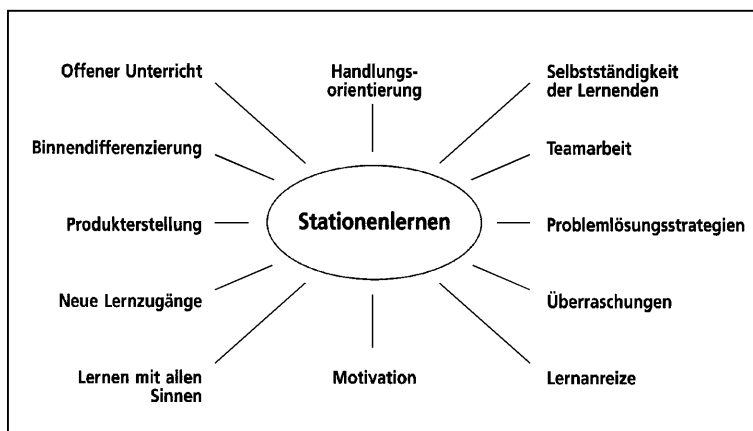 Offener Unterricht
Handlungs-
orientierung
Selbstständigkeit
der Lernenden
Binnendifferenzierung
Teamarbeit
Produkterstellung
Stationenlernen
Problemlösungsstrategien
Neue Lernzugänge
Überraschungen
Lernen mit allen
Sinnen
Motivation
Lernanreize